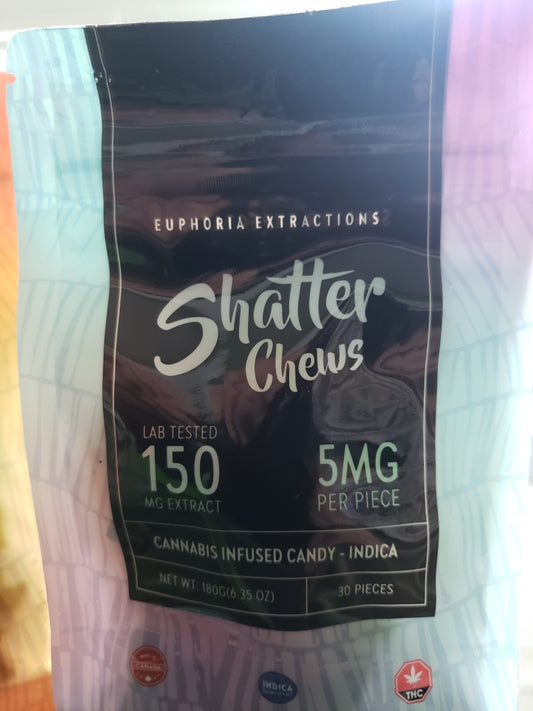 EUPHORIA EXTRACTIONS
Shatter
Chews
LAB TESTED
150
MG EXTRACT
5MG
PER PIECE
CANNABIS INFUSED CANDY - INDICA
NET WT. 180G(6.35 OZ)
30 PIECES
CANADA
INDICA
THC